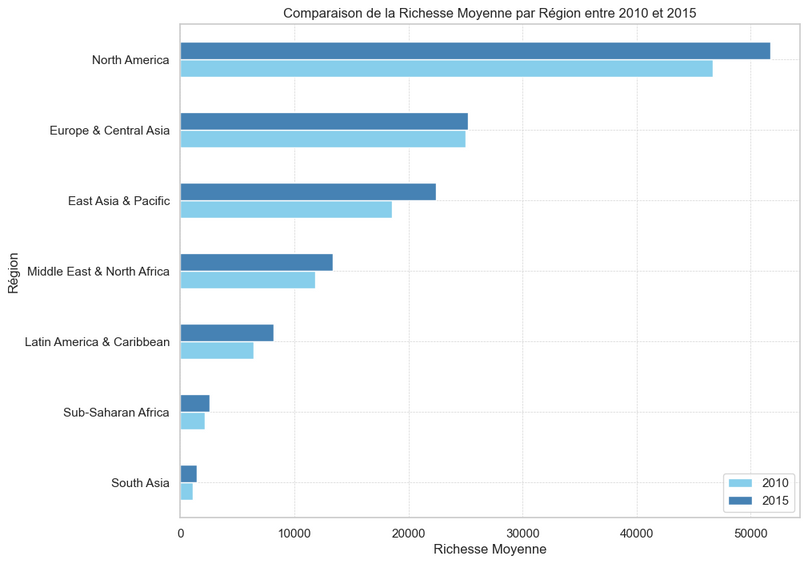 Comparaison de la Richesse Moyenne par Région entre 2010 et 2015
North America
Europe & Central Asia
East Asia & Pacific
Région
Middle East & North Africa
Latin America & Caribbean
Sub-Saharan Africa
South Asia
2010
2015
0 10000 20000 30000 40000 50000
Richesse Moyenne